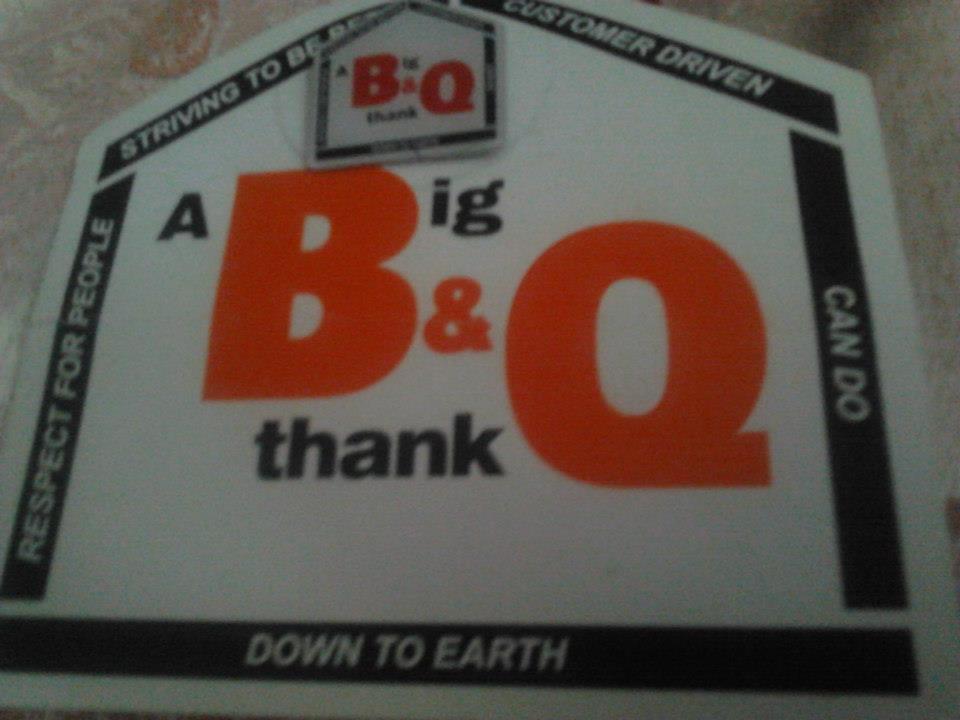 STRIVING TO BE
CUSTOMER DRIVEN
A Big
B&Q
thank
A Big
B&Q
thank
RESPECT FOR PEOPLE
CAN DO
DOWN TO EARTH